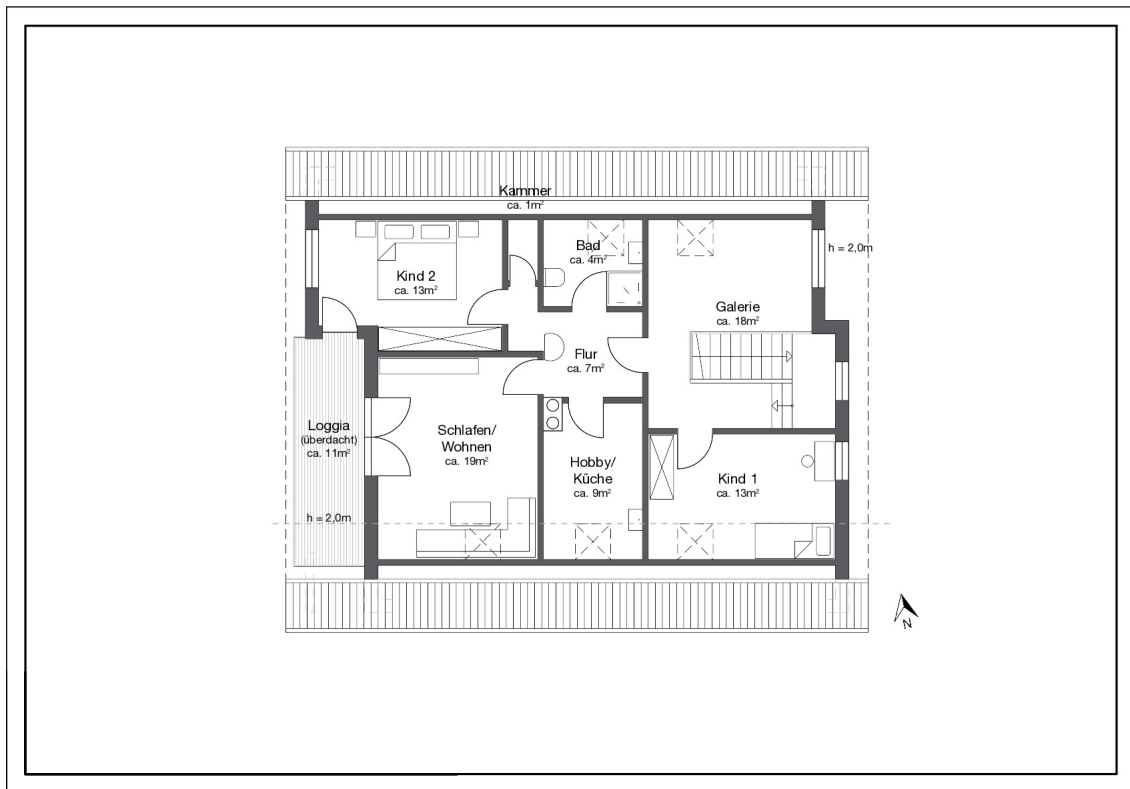 Kammer
ca. 1m²
Bad
ca. 4m²
h = 2,0m
Kind 2
ca. 13m²
Galerie
ca. 18m²
Flur
ca. 7m²
Loggia
(überdacht)
ca. 11m²
Schlafen/
Wohnen
ca. 19m²
Hobby/
Küche
ca. 9m²
Kind 1
ca. 13m²
h = 2,0m
N